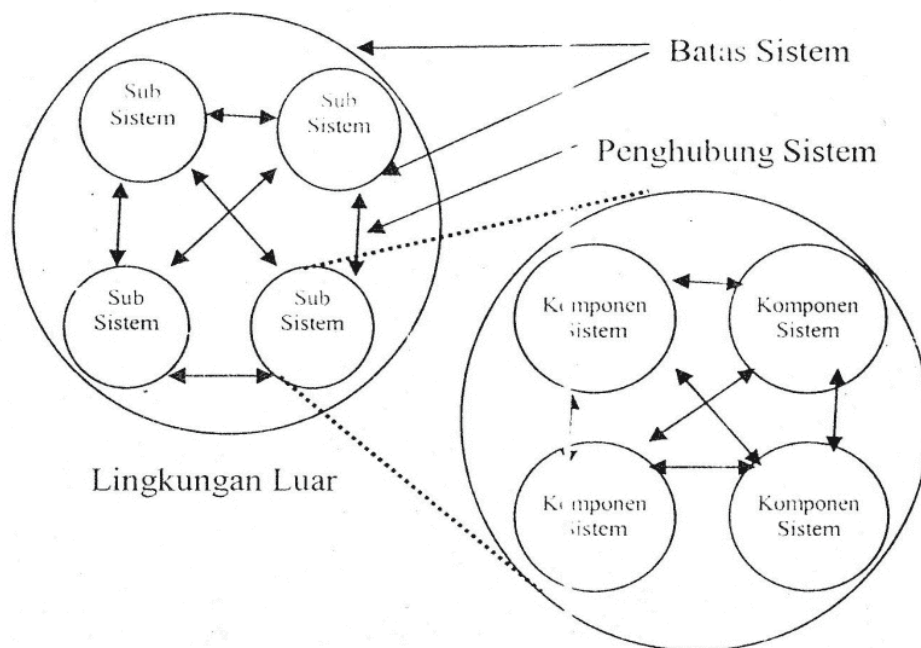 Batas Sistem
Sub
Sistem
Sub
Sistem
Penghubung Sistem
Sub
Sistem
Sub
Sistem
Komponen
Sistem
Komponen
Sistem
Lingkungan Luar
Komponen
Sistem
Komponen
Sistem